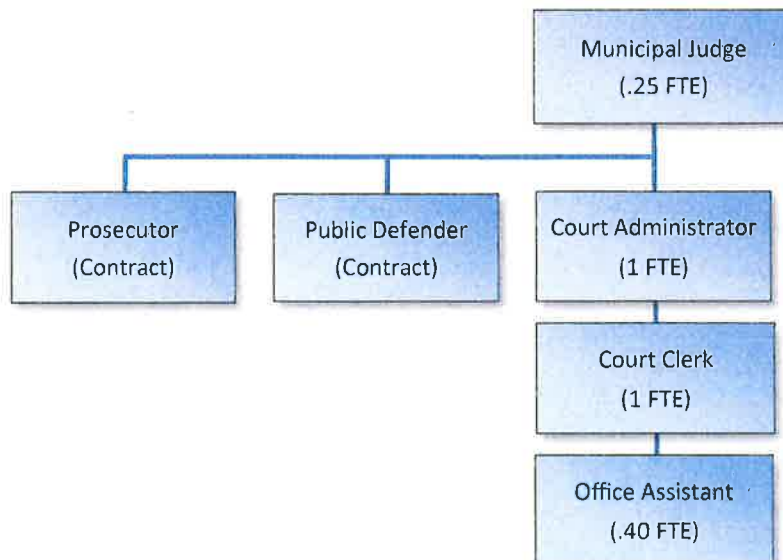 Municipal Judge
(.25 FTE)
Prosecutor
(Contract)
Public Defender
(Contract)
Court Administrator
(1 FTE)
Court Clerk
(1 FTE)
Office Assistant
(.40 FTE)